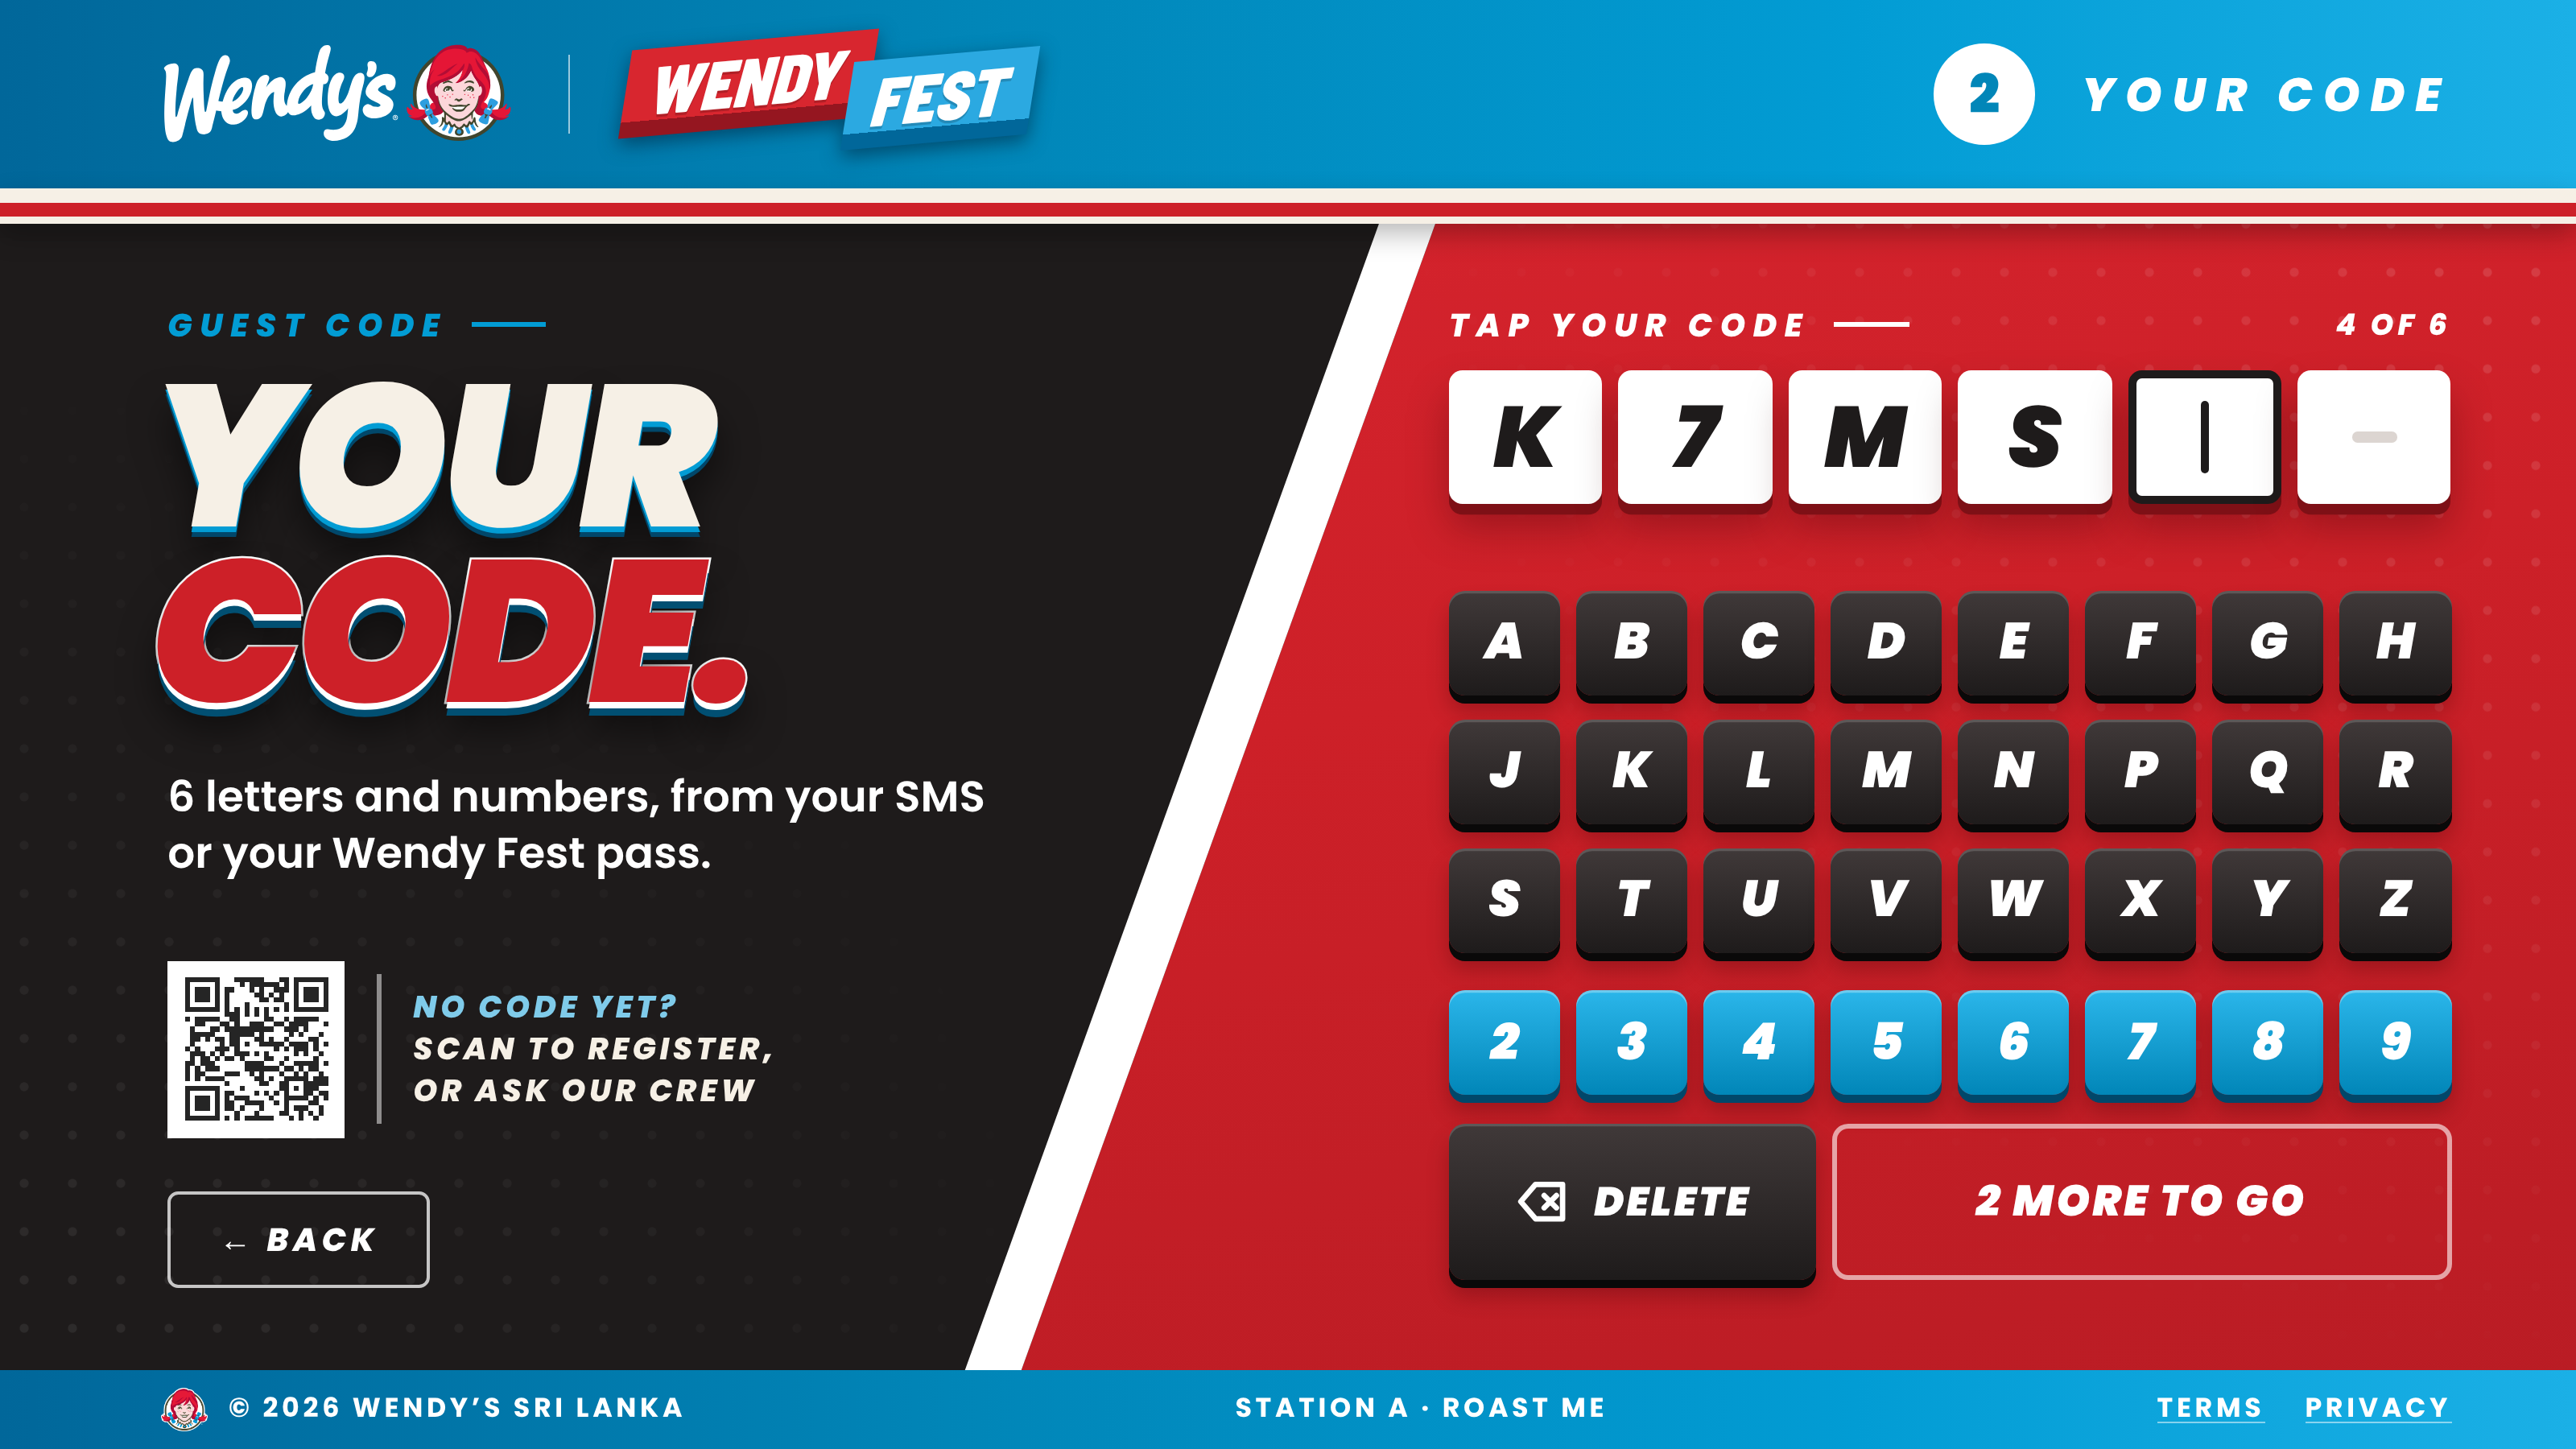 Wendy's
WENDY
FEST
2
YOUR CODE
GUEST CODE
YOUR
CODE.
6 letters and numbers, from your SMS
or your Wendy Fest pass.
NO CODE YET?
SCAN TO REGISTER,
OR ASK OUR CREW
← BACK
TAP YOUR CODE
4 OF 6
K 7 M S | –
A B C D E F G H
J K L M N P Q R
S T U V W X Y Z
2 3 4 5 6 7 8 9
DELETE
2 MORE TO GO
© 2026 WENDY’S SRI LANKA
STATION A · ROAST ME
TERMS PRIVACY